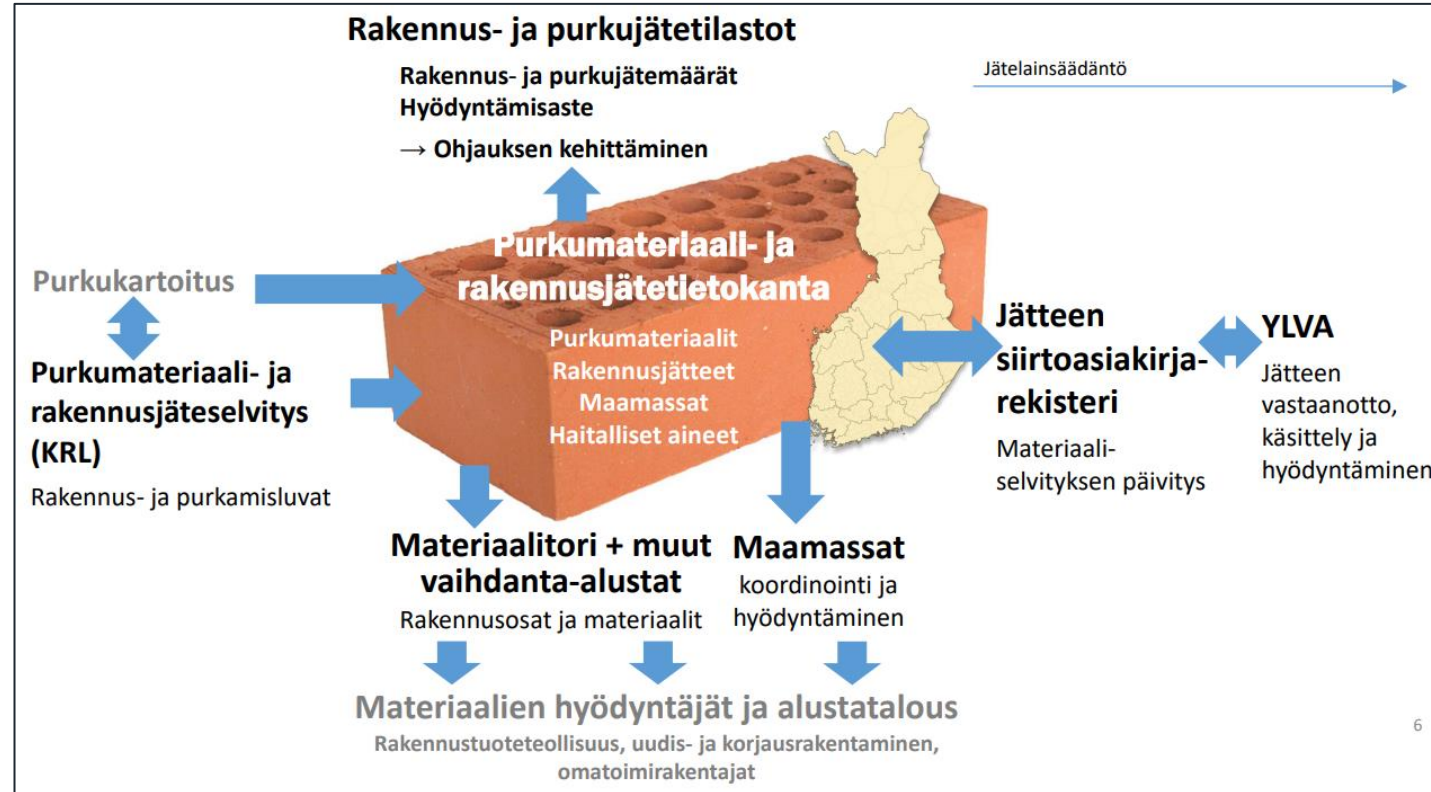 Rakennus- ja purkujätetilastot
Rakennus- ja purkujätemäärät
Hyödyntämisaste
→ Ohjauksen kehittäminen
Jätelainsäädäntö
Purkumateriaali- ja
rakennusjätetietokanta
Purkumateriaalit
Rakennusjätteet
Maamassat
Haitalliset aineet
Purkukartoitus
Purkumateriaali- ja
rakennusjäteselvitys
(KRL)
Rakennus- ja purkamisluvat
Jätteen
siirtoasiakirja-
rekisteri
Materiaali-
selvityksen päivitys
YLVA
Jätteen
vastaanotto,
käsittely ja
hyödyntäminen
Materiaalitori + muut
vaihdanta-alustat
Rakennusosat ja materiaalit
Maamassat
koordinointi ja
hyödyntäminen
Materiaalien hyödyntäjät ja alustatalous
Rakennustuoteteollisuus, uudis- ja korjausrakentaminen,
omatoimirakentajat
6